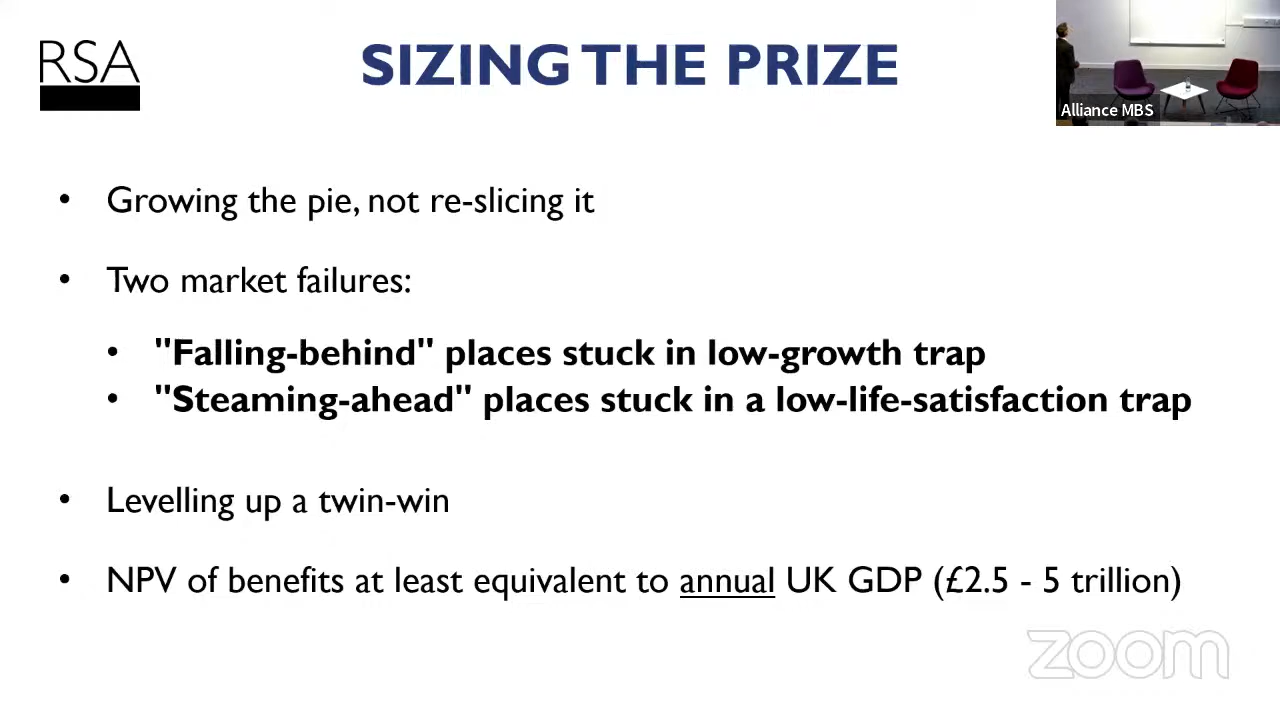 RSA
SIZING THE PRIZE
Alliance MBS
• Growing the pie, not re-slicing it
• Two market failures:
• "Falling-behind" places stuck in low-growth trap
• "Steaming-ahead" places stuck in a low-life-satisfaction trap
• Levelling up a twin-win
• NPV of benefits at least equivalent to annual UK GDP (£2.5 - 5 trillion)
zoom